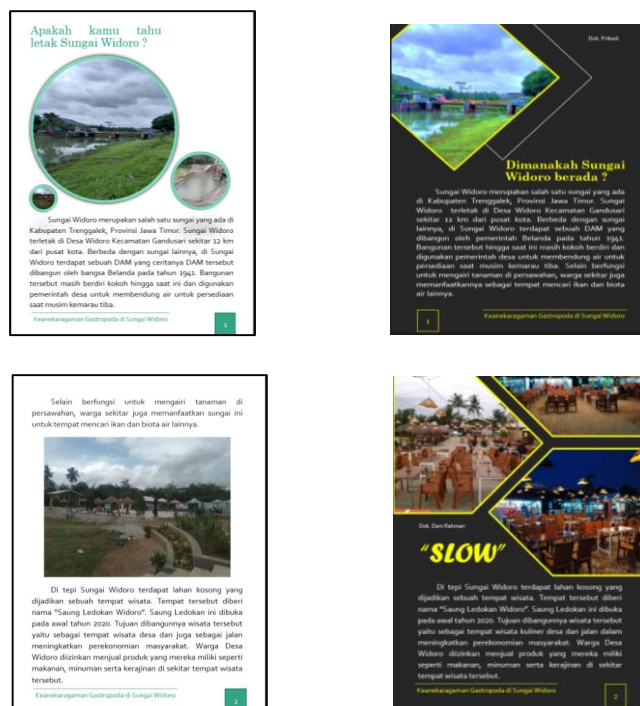 Apakah kamu tahu
letak Sungai Widoro ?
Sungai Widoro merupakan salah satu sungai yang ada di
Kabupaten Trenggalek, Provinsi Jawa Timur. Sungai Widoro
terletak di Desa Widoro Kecamatan Gandusari sekitar 12 km
dari pusat kota. Berbeda dengan sungai lainnya, di Sungai
Widoro terdapat sebuah DAM yang ceritanya DAM tersebut
dibangun oleh bangsa Belanda pada tahun 1941. Bangunan
tersebut masih berdiri kokoh hingga saat ini dan digunakan
pemerintah desa untuk membendung air untuk persediaan
saat musim kemarau tiba.
Keanekaragaman Gastropoda di Sungai Widoro
1
Dok. Pribadi
Dimanakah Sungai
Widoro berada ?
Sungai Widoro merupakan salah satu sungai yang ada
di Kabupaten Trenggalek, Provinsi Jawa Timur. Sungai
Widoro terletak di Desa Widoro Kecamatan Gandusari
sekitar 12 km dari pusat kota. Berbeda dengan sungai
lainnya, di Sungai Widoro terdapat sebuah DAM yang
dibangun oleh pemerintah Belanda pada tahun 1941.
Bangunan tersebut hingga saat ini masih kokoh berdiri dan
digunakan pemerintah desa untuk membendung air untuk
persediaan saat musim kemarau tiba. Selain berfungsi
untuk mengairi tanaman di persawahan, warga sekitar juga
memanfaatkannya sebagai tempat mencari ikan dan biota
air lainnya.
1
Keanekaragaman Gastropoda di Sungai Widoro
Selain berfungsi untuk mengairi tanaman di
persawahan, warga sekitar juga memanfaatkan sungai ini
untuk tempat mencari ikan dan biota air lainnya.
Di tepi Sungai Widoro terdapat lahan kosong yang
dijadikan sebuah tempat wisata. Tempat tersebut diberi
nama "Saung Ledokan Widoro". Saung Ledokan ini dibuka
pada awal tahun 2020. Tujuan dibangunnya wisata tersebut
yaitu sebagai tempat wisata desa dan juga sebagai jalan
meningkatkan perekonomian masyarakat. Warga Desa
Widoro diizinkan menjual produk yang mereka miliki seperti
makanan, minuman serta kerajinan di sekitar tempat wisata
tersebut.
Keanekaragaman Gastropoda di Sungai Widoro
2
Dok. Dani Rahman
"SLOW"
Di tepi Sungai Widoro terdapat lahan kosong yang
dijadikan sebuah tempat wisata. Tempat tersebut diberi
nama "Saung Ledokan Widoro". Saung Ledokan ini dibuka
pada awal tahun 2020. Tujuan dibangunnya wisata tersebut
yaitu sebagai tempat wisata kuliner desa dan jalan dalam
meningkatkan perekonomian masyarakat. Warga Desa
Widoro diizinkan menjual produk yang mereka miliki
seperti makanan, minuman serta kerajinan di sekitar
tempat wisata tersebut.
Keanekaragaman Gastropoda di Sungai Widoro
2